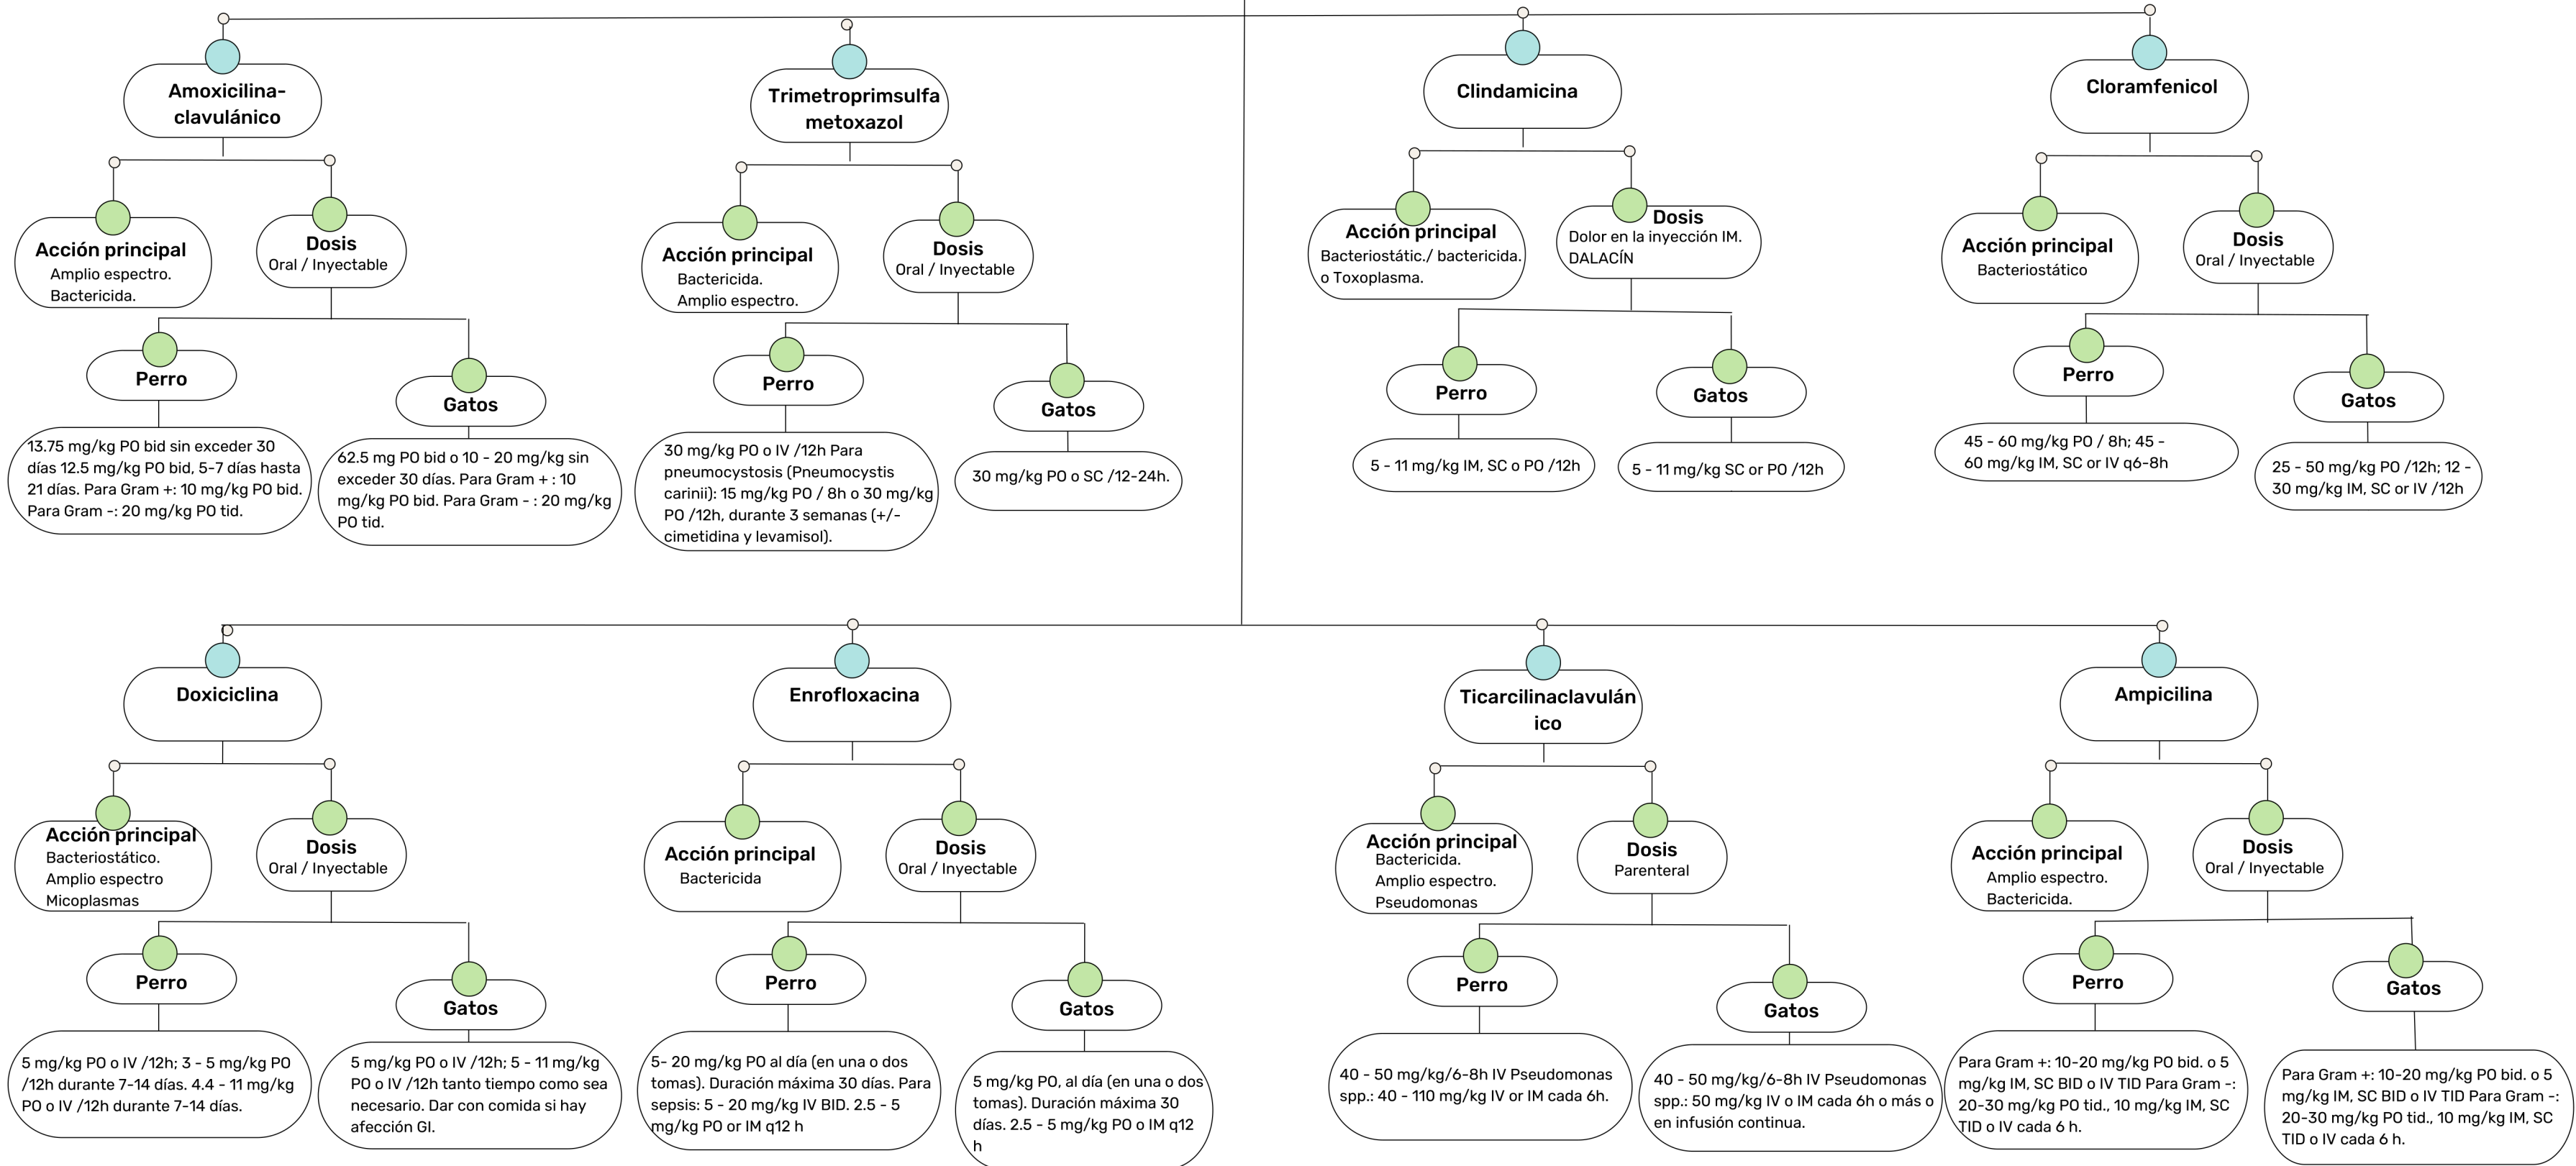 Amoxicilina-
clavulánico
Acción principal
Amplio espectro.
Bactericida.
Dosis
Oral / Inyectable
Perro
13.75 mg/kg PO bid sin exceder 30
días 12.5 mg/kg PO bid, 5-7 días hasta
21 días. Para Gram +: 10 mg/kg PO bid.
Para Gram -: 20 mg/kg PO tid.
Gatos
62.5 mg PO bid o 10 - 20 mg/kg sin
exceder 30 días. Para Gram + : 10
mg/kg PO bid. Para Gram - : 20 mg/kg
PO tid.
Trimetroprimsulfa
metoxazol
Acción principal
Bactericida.
Amplio espectro.
Dosis
Oral / Inyectable
Perro
30 mg/kg PO o IV /12h Para
pneumocystosis (Pneumocystis
carinii): 15 mg/kg PO / 8h o 30 mg/kg
PO /12h, durante 3 semanas (+/-
cimetidina y levamisol).
Gatos
30 mg/kg PO o SC /12-24h.
Clindamicina
Acción principal
Bacteriostátic./ bactericida.
o Toxoplasma.
Dosis
Dolor en la inyección IM.
DALACÍN
Perro
5 - 11 mg/kg IM, SC o PO /12h
Gatos
5 - 11 mg/kg SC or PO /12h
Cloramfenicol
Acción principal
Bacteriostático
Dosis
Oral / Inyectable
Perro
45 - 60 mg/kg PO / 8h; 45 -
60 mg/kg IM, SC or IV q6-8h
Gatos
25 - 50 mg/kg PO /12h; 12 -
30 mg/kg IM, SC or IV /12h
Doxiciclina
Acción principal
Bacteriostático.
Amplio espectro
Micoplasmas
Dosis
Oral / Inyectable
Perro
5 mg/kg PO o IV /12h; 3 - 5 mg/kg PO
/12h durante 7-14 días. 4.4 - 11 mg/kg
PO o IV /12h durante 7-14 días.
Gatos
5 mg/kg PO o IV /12h; 5 - 11 mg/kg
PO o IV /12h tanto tiempo como sea
necesario. Dar con comida si hay
afección GI.
Enrofloxacina
Acción principal
Bactericida
Dosis
Oral / Inyectable
Perro
5- 20 mg/kg PO al día (en una o dos
tomas). Duración máxima 30 días. Para
sepsis: 5 - 20 mg/kg IV BID. 2.5 - 5
mg/kg PO or IM q12 h
Gatos
5 mg/kg PO, al día (en una o dos
tomas). Duración máxima 30
días. 2.5 - 5 mg/kg PO o IM q12
h
Ticarcilinaclavulán
ico
Acción principal
Bactericida.
Amplio espectro.
Pseudomonas
Dosis
Parenteral
Perro
40 - 50 mg/kg/6-8h IV Pseudomonas
spp.: 40 - 110 mg/kg IV or IM cada 6h.
Gatos
40 - 50 mg/kg/6-8h IV Pseudomonas
spp.: 50 mg/kg IV o IM cada 6h o más o
en infusión continua.
Ampicilina
Acción principal
Amplio espectro.
Bactericida.
Dosis
Oral / Inyectable
Perro
Para Gram +: 10-20 mg/kg PO bid. o 5
mg/kg IM, SC BID o IV TID Para Gram -:
20-30 mg/kg PO tid., 10 mg/kg IM, SC
TID o IV cada 6 h.
Gatos
Para Gram +: 10-20 mg/kg PO bid. o 5
mg/kg IM, SC BID o IV TID Para Gram -:
20-30 mg/kg PO tid., 10 mg/kg IM, SC
TID o IV cada 6 h.